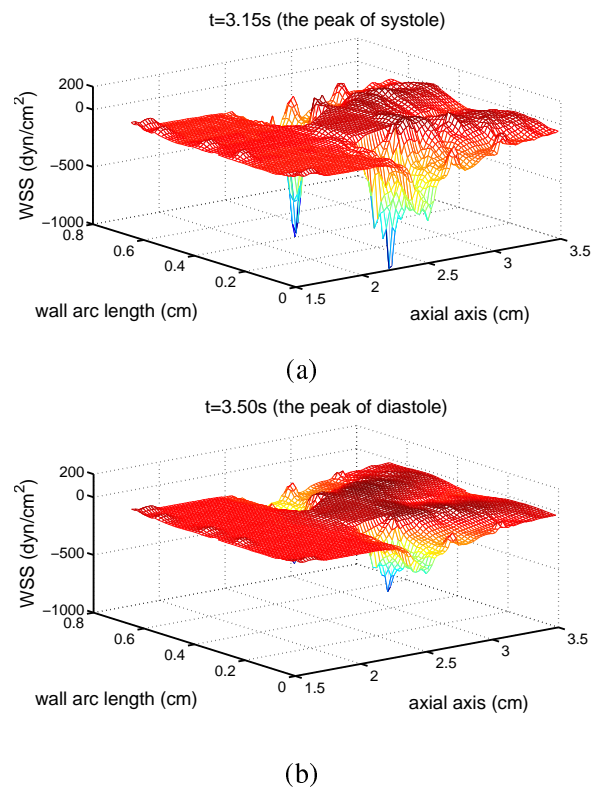 t=3.15s (the peak of systole)
200
0
−500
−1000
WSS (dyn/cm²)
0.8
0.6
0.4
0.2
0
wall arc length (cm)
1.5
2
2.5
3
3.5
axial axis (cm)
(a)
t=3.50s (the peak of diastole)
200
0
−500
−1000
WSS (dyn/cm²)
0.8
0.6
0.4
0.2
0
wall arc length (cm)
1.5
2
2.5
3
3.5
axial axis (cm)
(b)